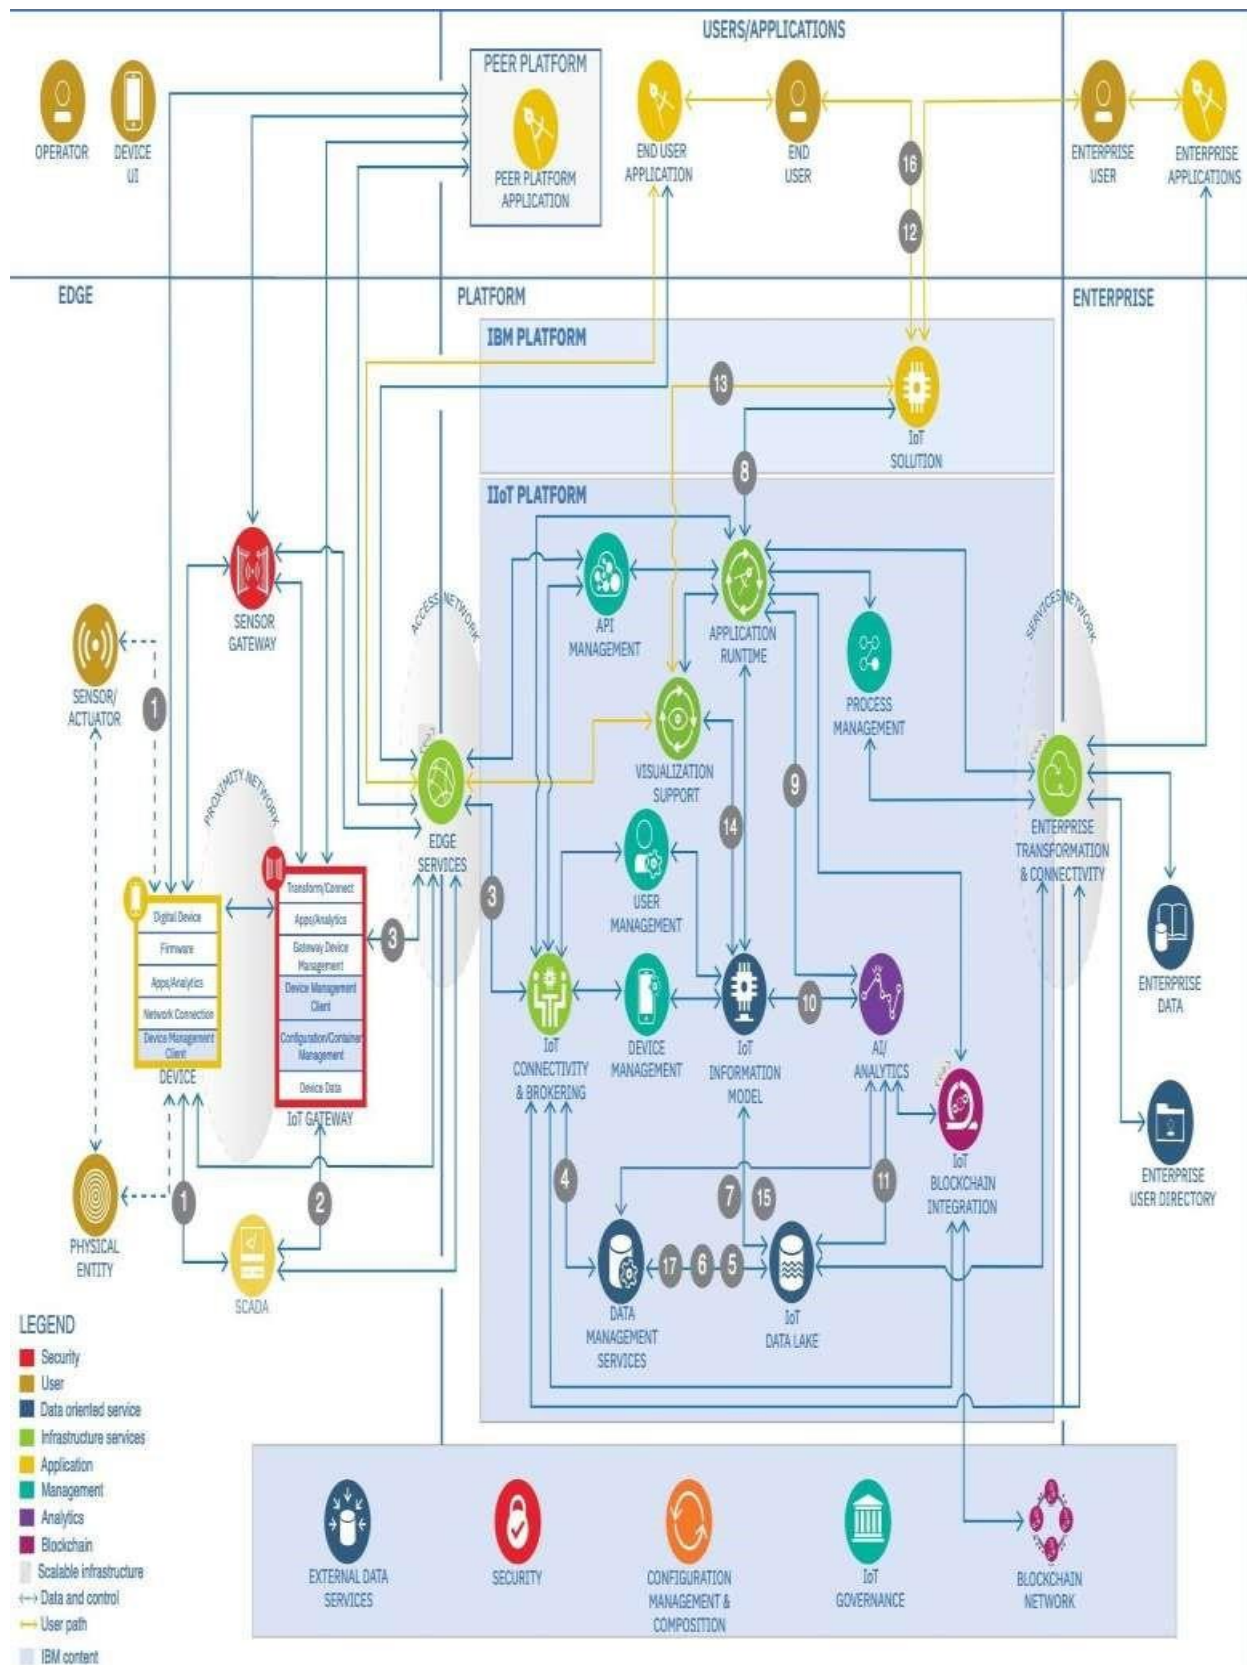 USERS/APPLICATIONS
OPERATOR
DEVICE
UI
PEER PLATFORM
PEER PLATFORM
APPLICATION
END USER
APPLICATION
END
USER
16
12
ENTERPRISE
USER
ENTERPRISE
APPLICATIONS
EDGE
PLATFORM
ENTERPRISE
IBM PLATFORM
13
IoT
SOLUTION
8
IIoT PLATFORM
SENSOR
GATEWAY
ACCESS NETWORK
API
MANAGEMENT
APPLICATION
RUNTIME
PROCESS
MANAGEMENT
SERVICES NETWORK
SENSOR/
ACTUATOR
1
VISUALIZATION
SUPPORT
9
14
PROXIMITY NETWORK
EDGE
SERVICES
ENTERPRISE
TRANSFORMATION
& CONNECTIVITY
Digital Device
Firmware
Apps/Analytics
Network Connection
Device Management
Client
DEVICE
Transform/Connect
Apps/Analytics
Gateway Device
Management
Device Management
Client
Configuration/Container
Management
Device Data
IoT GATEWAY
3
3
USER
MANAGEMENT
IoT
CONNECTIVITY
& BROKERING
DEVICE
MANAGEMENT
IoT
INFORMATION
MODEL
10
AI/
ANALYTICS
ENTERPRISE
DATA
IoT
BLOCKCHAIN
INTEGRATION
ENTERPRISE
USER DIRECTORY
PHYSICAL
ENTITY
1
2
SCADA
4
7
15
11
17
6
5
DATA
MANAGEMENT
SERVICES
IoT
DATA LAKE
LEGEND
Security
User
Data oriented service
Infrastructure services
Application
Management
Analytics
Blockchain
Scalable infrastructure
Data and control
User path
IBM content
EXTERNAL DATA
SERVICES
SECURITY
CONFIGURATION
MANAGEMENT &
COMPOSITION
IoT
GOVERNANCE
BLOCKCHAIN
NETWORK